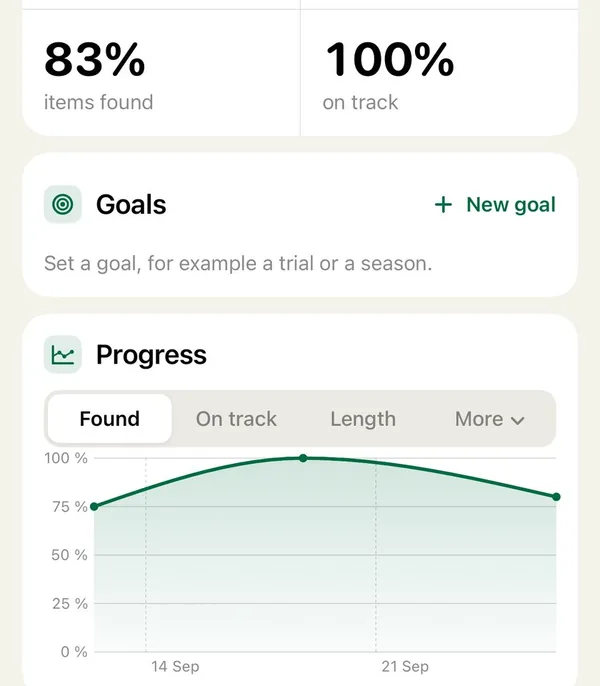 83%
100%
items found
on track
Goals
New goal
Set a goal, for example a trial or a season.
Progress
Found
On track
Length
More
100 %
75 %
50 %
25 %
0 %
14 Sep
21 Sep